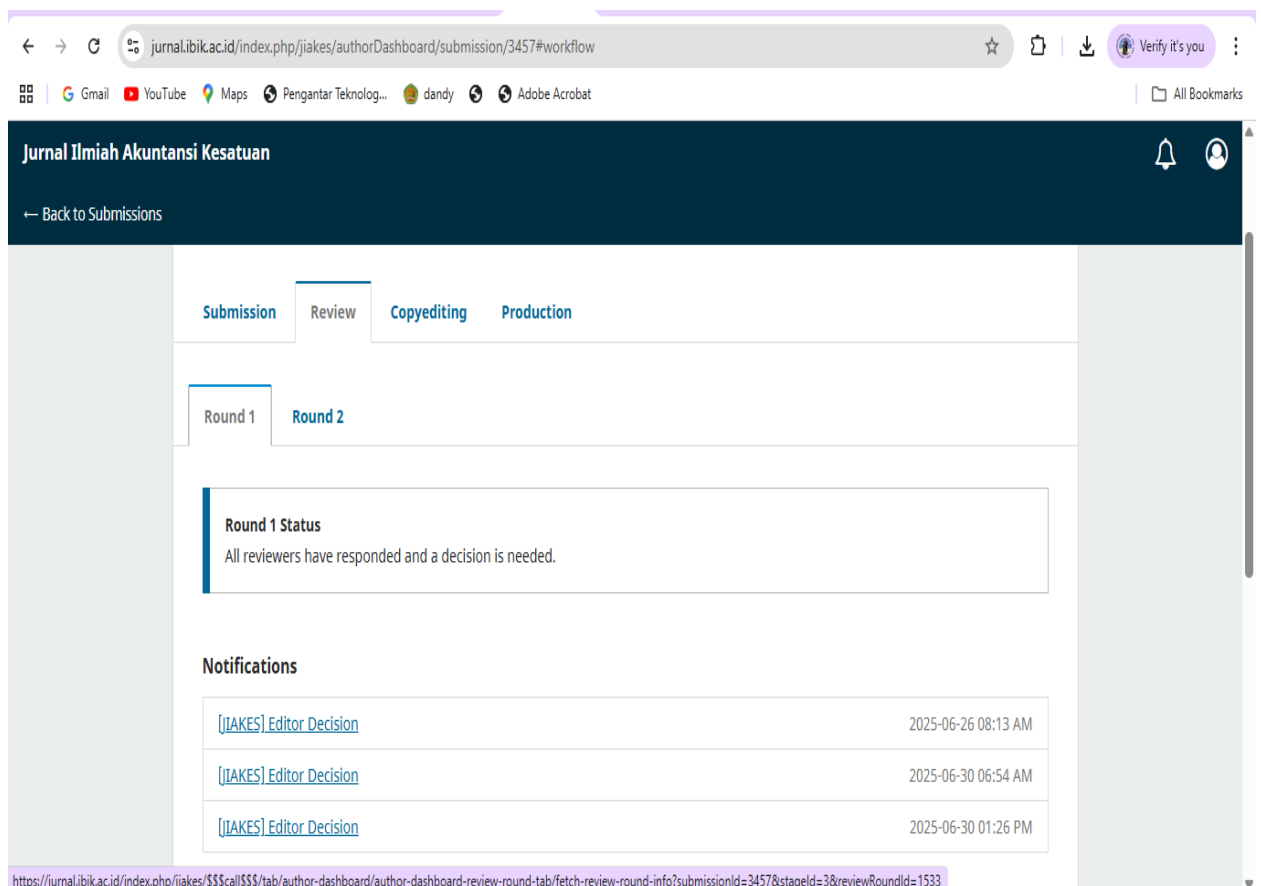 jurnal.ibik.ac.id/index.php/jiakes/authorDashboard/submission/3457#workflow
Verify it's you
Gmail YouTube Maps Pengantar Teknolog... dandy Adobe Acrobat All Bookmarks
Jurnal Ilmiah Akuntansi Kesatuan
← Back to Submissions
Submission Review Copyediting Production
Round 1 Round 2
Round 1 Status
All reviewers have responded and a decision is needed.
Notifications
[JIAKES] Editor Decision 2025-06-26 08:13 AM
[JIAKES] Editor Decision 2025-06-30 06:54 AM
[JIAKES] Editor Decision 2025-06-30 01:26 PM
https://jurnal.ibik.ac.id/index.php/jiakes/$$$call$$$/tab/author-dashboard/author-dashboard-review-round-tab/fetch-review-round-info?submissionId=3457&stageId=3&reviewRoundId=1533